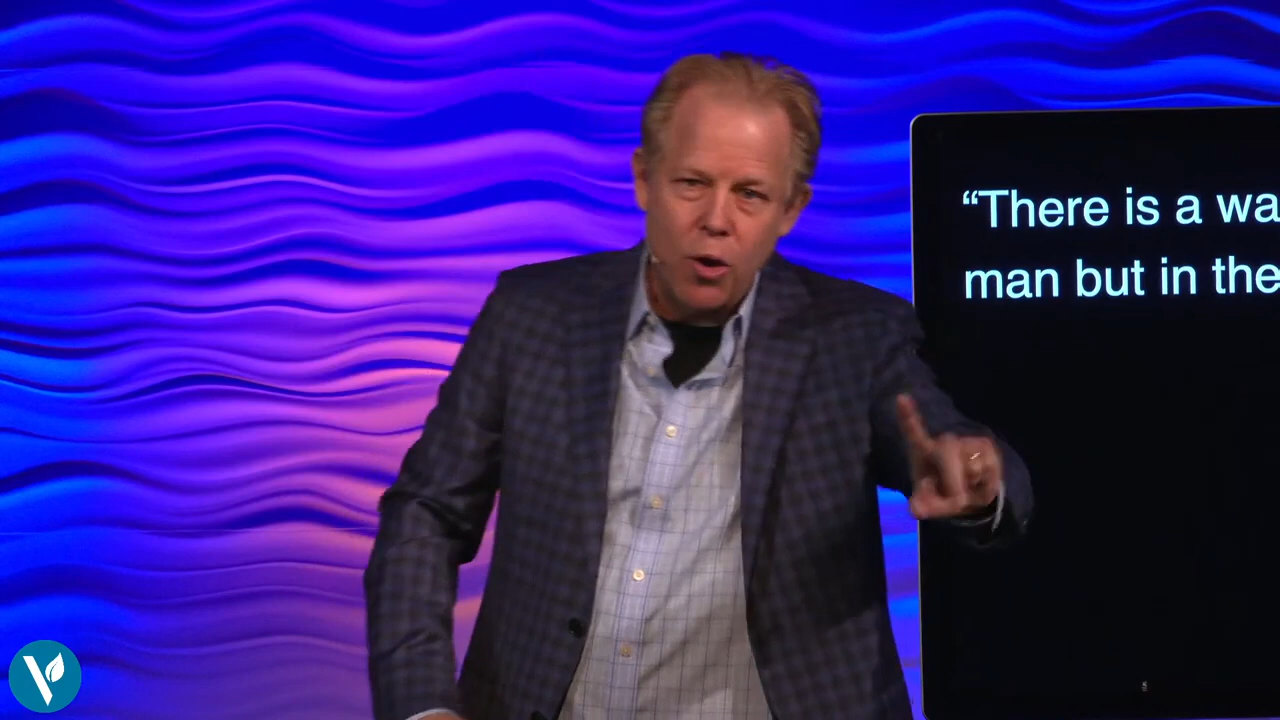 “There is a wa
man but in the